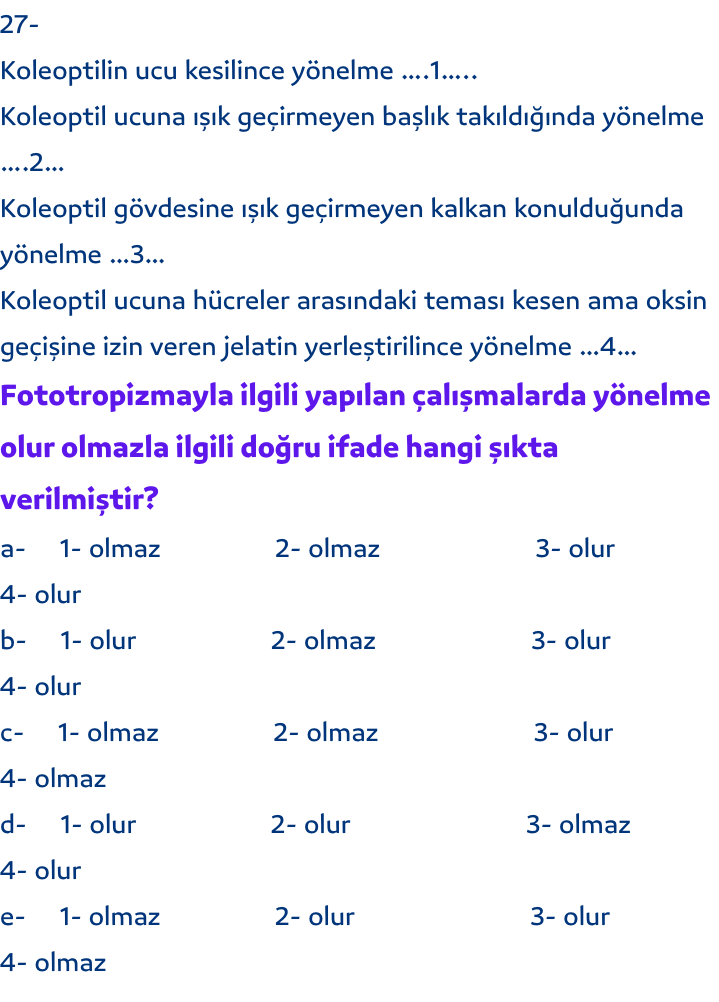 27-
Koleoptilin ucu kesilince yönelme ….1…..
Koleoptil ucuna ışık geçirmeyen başlık takıldığında yönelme
….2…
Koleoptil gövdesine ışık geçirmeyen kalkan konulduğunda
yönelme …3…
Koleoptil ucuna hücreler arasındaki teması kesen ama oksin
geçişine izin veren jelatin yerleştirilince yönelme …4…
Fototropizmayla ilgili yapılan çalışmalarda yönelme
olur olmazla ilgili doğru ifade hangi şıkta
verilmiştir?
a- 1- olmaz 2- olmaz 3- olur
4- olur
b- 1- olur 2- olmaz 3- olur
4- olur
c- 1- olmaz 2- olmaz 3- olur
4- olmaz
d- 1- olur 2- olur 3- olmaz
4- olur
e- 1- olmaz 2- olur 3- olur
4- olmaz